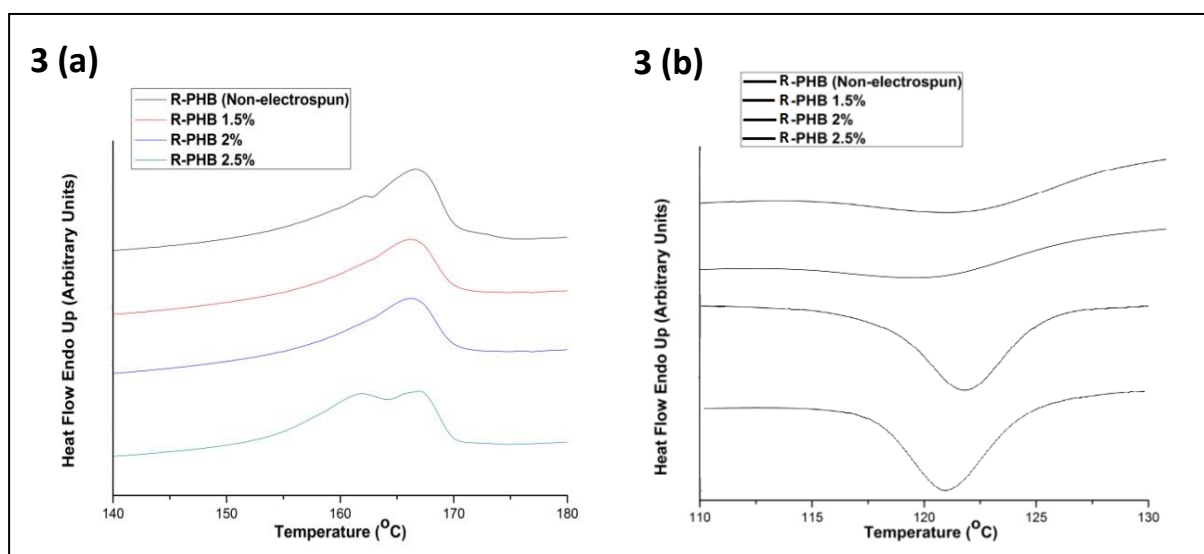 3 (a)
R-PHB (Non-electrospun)
R-PHB 1.5%
R-PHB 2%
R-PHB 2.5%
Heat Flow Endo Up (Arbitrary Units)
140
150
160
170
180
Temperature (°C)
3 (b)
R-PHB (Non-electrospun)
R-PHB 1.5%
R-PHB 2%
R-PHB 2.5%
Heat Flow Endo Up (Arbitrary Units)
110
115
120
125
130
Temperature (°C)